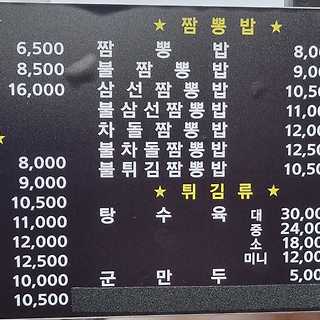 6,500
8,500
16,000
★
8,000
9,000
10,500
11,000
12,000
12,500
10,000
10,500
★ 짬뽕밥 ★
짬뽕밥 8,0
불짬뽕밥 9,0
삼선짬뽕밥 10,50
불삼선짬뽕밥 11,00
차돌짬뽕밥 12,00
불차돌짬뽕밥 12,50
불튀김짬뽕밥 10,50
★ 튀김류 ★
탕수육 대 30,00
중 24,00
소 18,00
미니 12,00
군만두 5,00